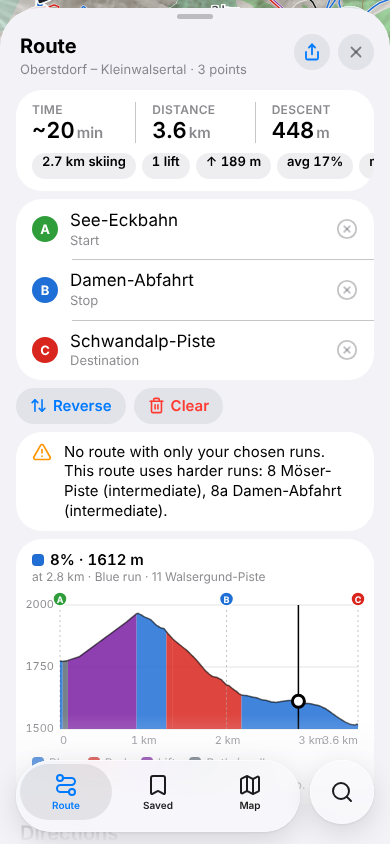 Route
Oberstdorf – Kleinwalsertal · 3 points
TIME DISTANCE DESCENT
~20 min 3.6 km 448 m
2.7 km skiing 1 lift ↑ 189 m avg 17%
A See-Eckbahn
Start
B Damen-Abfahrt
Stop
C Schwandalp-Piste
Destination
Reverse Clear
No route with only your chosen runs.
This route uses harder runs: 8 Möser-
Piste (intermediate), 8a Damen-Abfahrt
(intermediate).
8% · 1612 m
at 2.8 km · Blue run · 11 Walsergund-Piste
2000 A B C
1750
1500
0 1 km 2 km 3 km 3.6 km
Route Saved Map
Directions